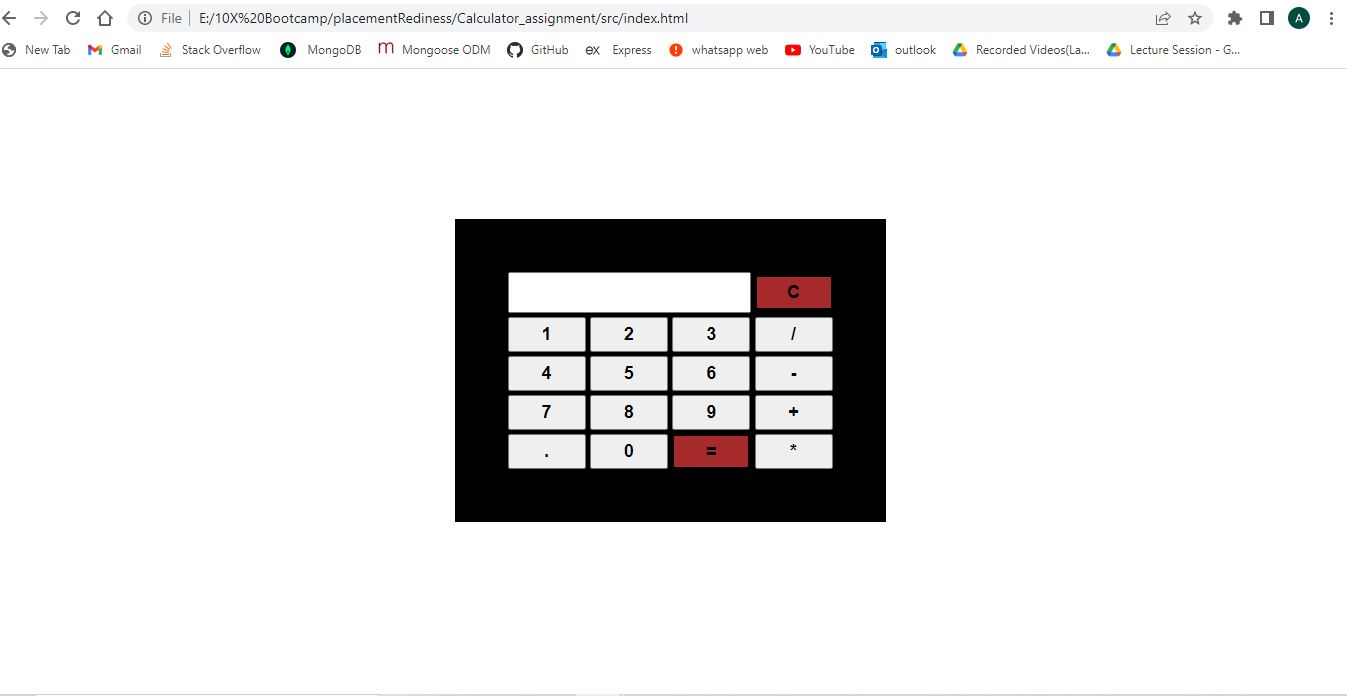 File E:/10X%20Bootcamp/placementRediness/Calculator_assignment/src/index.html A
New Tab Gmail Stack Overflow MongoDB m Mongoose ODM GitHub ex Express whatsapp web YouTube outlook Recorded Videos(La... Lecture Session - G...
C
1 2 3 /
4 5 6 -
7 8 9 +
. 0 = *